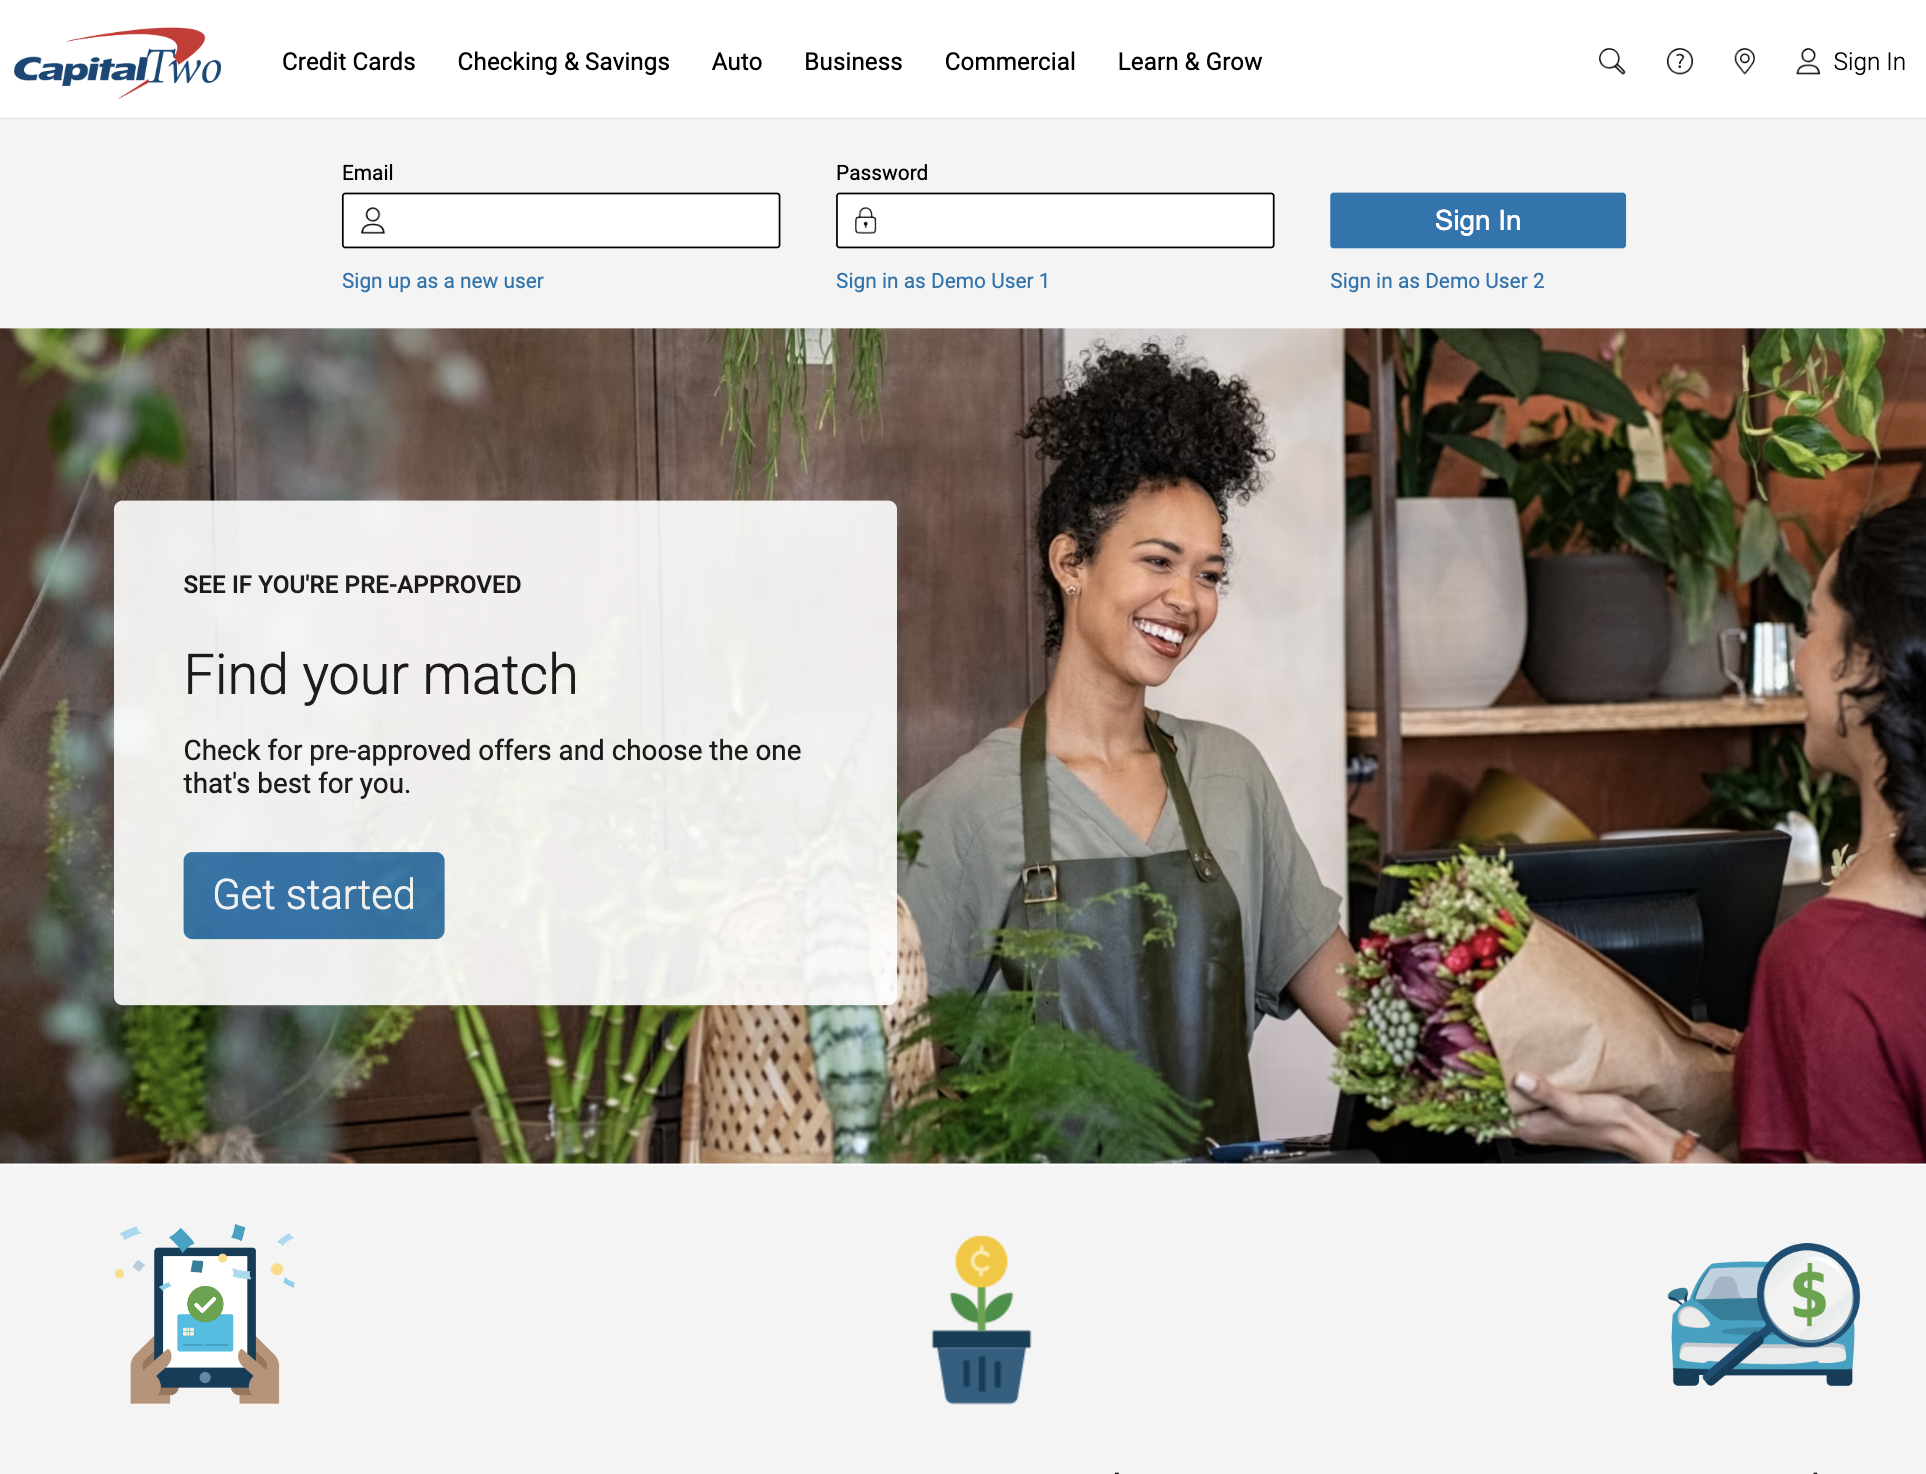 CapitalTwo
Credit Cards
Checking & Savings
Auto
Business
Commercial
Learn & Grow
Sign In
Email
Password
Sign In
Sign up as a new user
Sign in as Demo User 1
Sign in as Demo User 2
SEE IF YOU'RE PRE-APPROVED
Find your match
Check for pre-approved offers and choose the one
that's best for you.
Get started